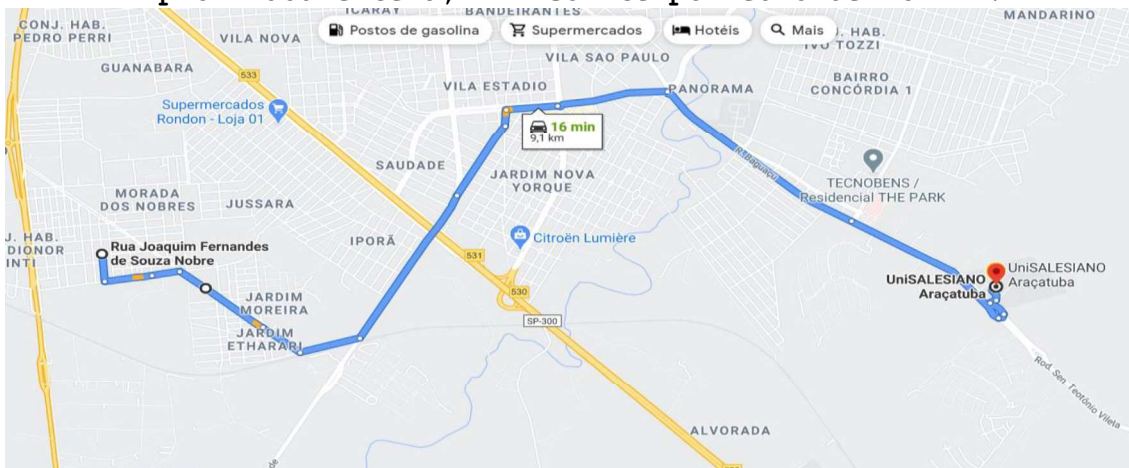 ICARAY
BANDEIRANTES
MANDARINO
CONJ. HAB.
PEDRO PERRI
VILA NOVA
Postos de gasolina
Supermercados
Hotéis
Mais
J. HAB.
IVO TOZZI
GUANABARA
533
VILA SAO PAULO
VILA ESTADIO
PANORAMA
BAIRRO
CONCÓRDIA 1
Supermercados
Rondon - Loja 01
16 min
9,1 km
R. Baguaçu
SAUDADE
JARDIM NOVA
YORQUE
TECNOBENS /
Residencial THE PARK
MORADA
DOS NOBRES
JUSSARA
J. HAB.
DIONOR
INTI
Rua Joaquim Fernandes
de Souza Nobre
IPORÃ
Citroën Lumière
531
530
UniSALESIANO
Araçatuba
UniSALESIANO
Araçatuba
JARDIM
MOREIRA
SP-300
JARDIM
ETHARARI
Rod. Sen. Teotônio Vilela
ALVORADA
de